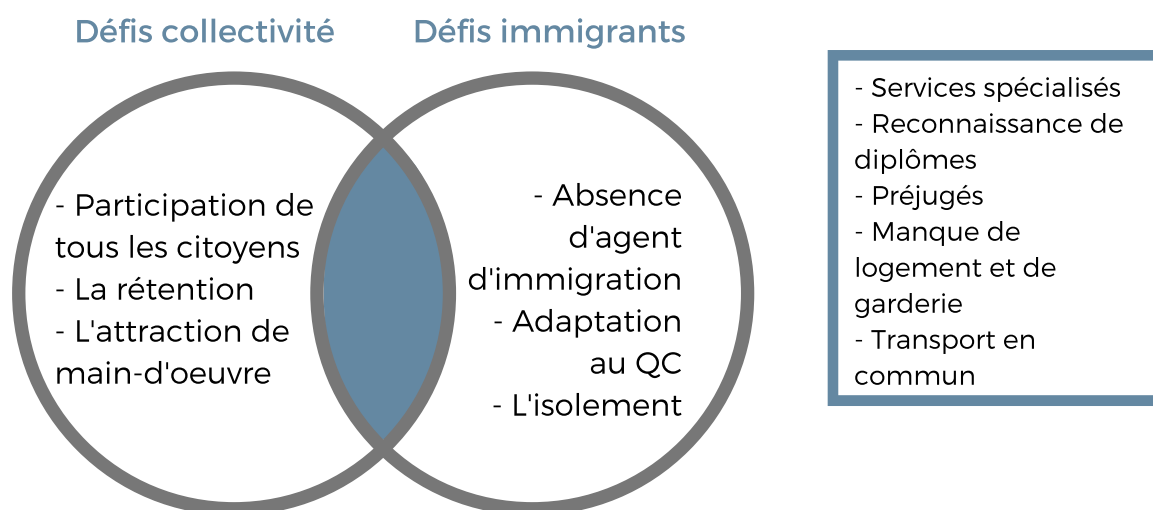 Défis collectivité
Défis immigrants
- Participation de
tous les citoyens
- La rétention
- L'attraction de
main-d'oeuvre
- Absence
d'agent
d'immigration
- Adaptation
au QC
- L'isolement
- Services spécialisés
- Reconnaissance de
diplômes
- Préjugés
- Manque de
logement et de
garderie
- Transport en
commun